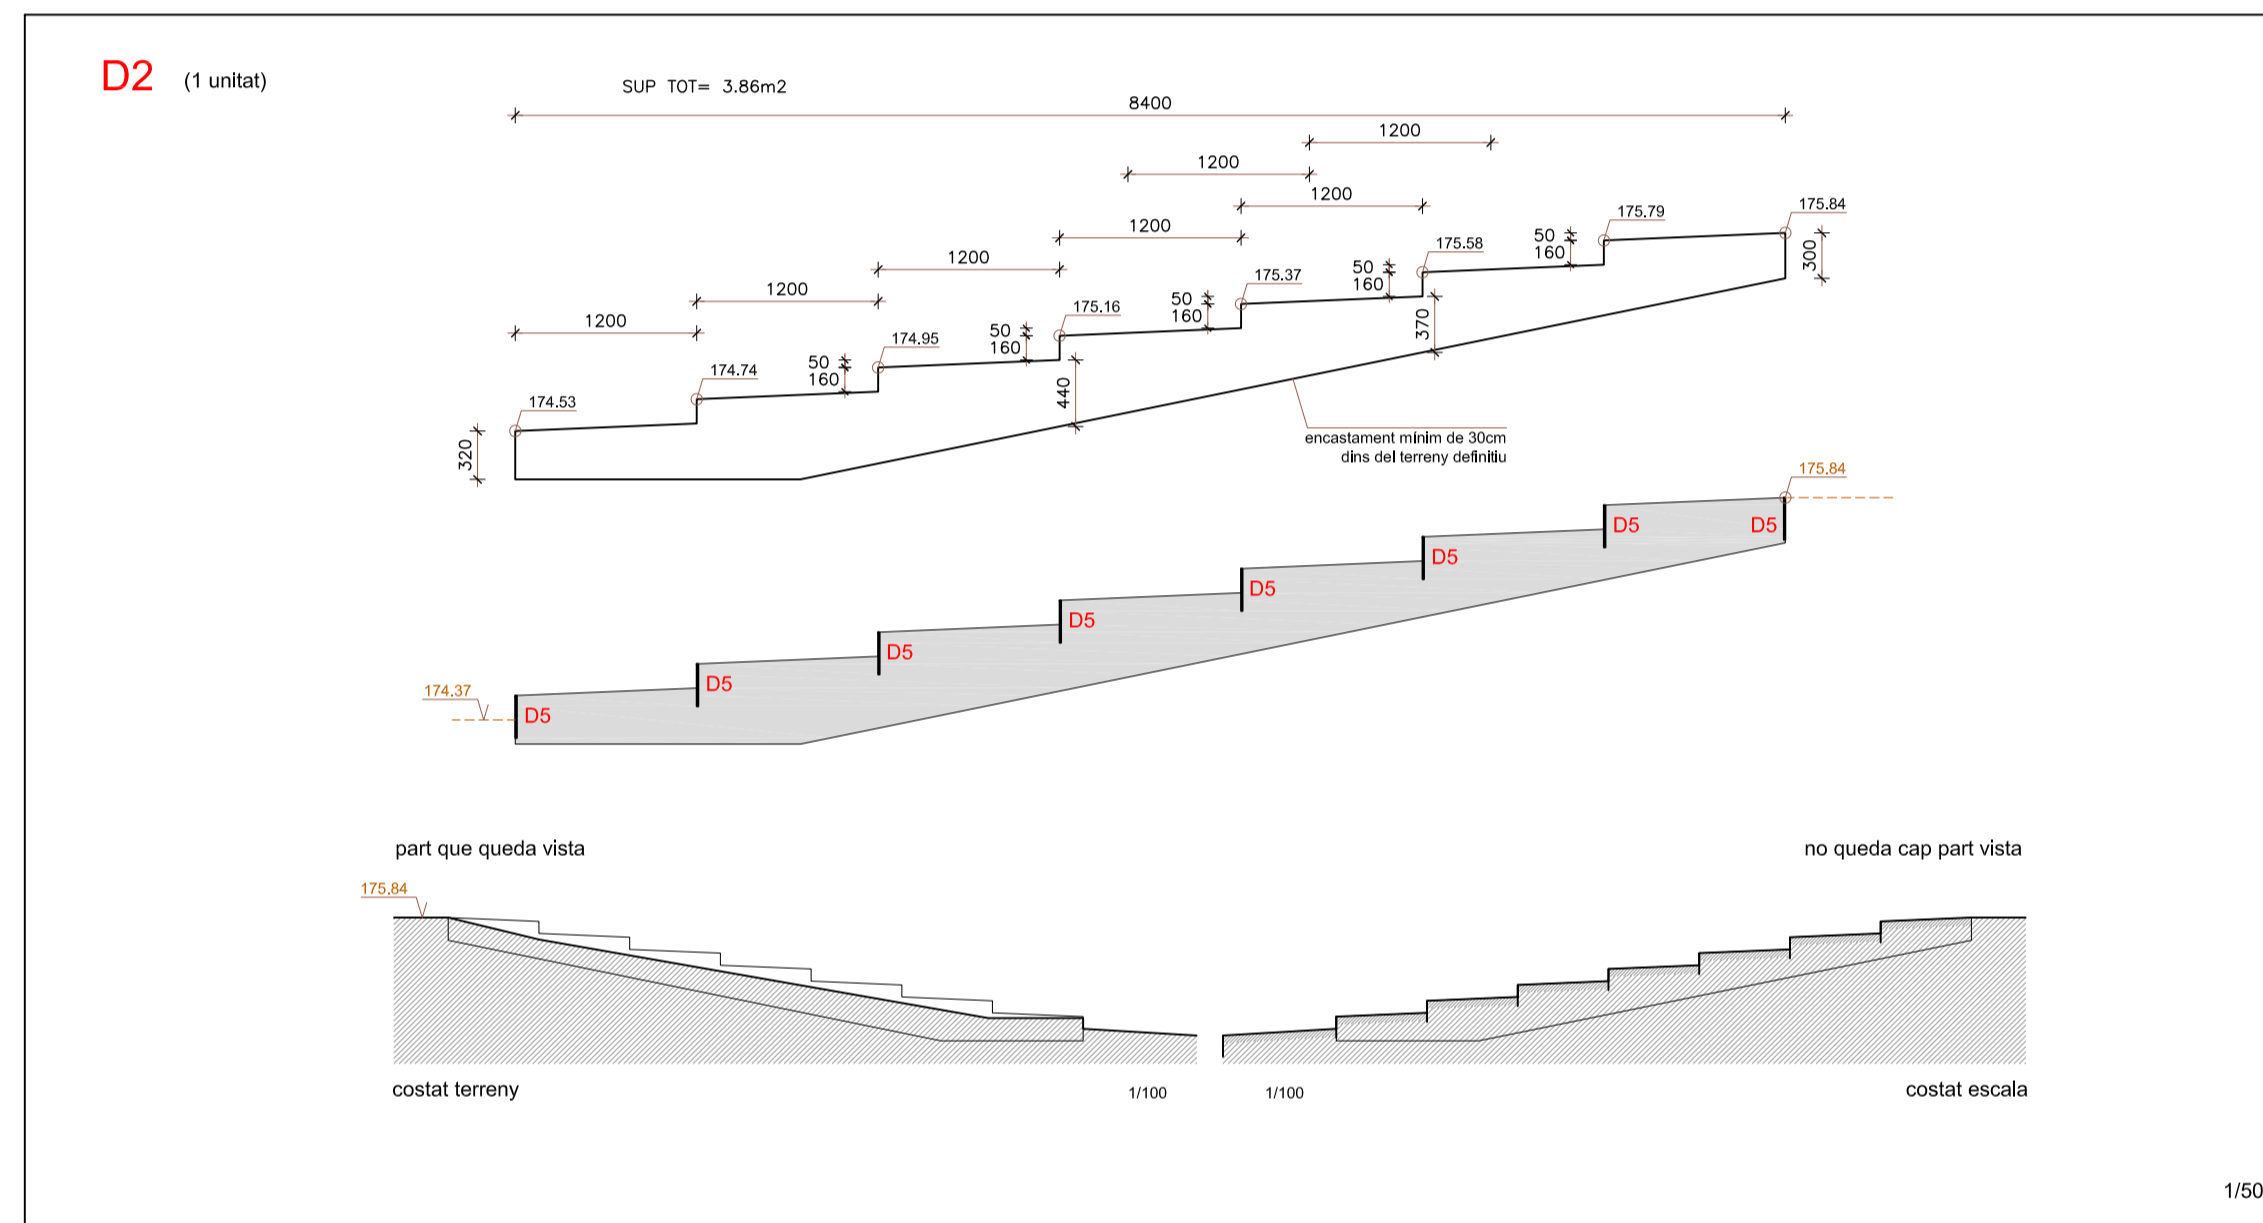 D2 (1 unitat)
SUP TOT= 3.86m2
8400
1200
1200
1200
1200
1200
1200
1200
175.84
175.79
50
160
300
175.58
50
160
175.37
50
160
370
175.16
50
160
174.95
50
160
440
174.74
174.53
320
encastament mínim de 30cm
dins del terreny definitiu
175.84
D5
D5
D5
D5
D5
D5
D5
D5
174.37
part que queda vista
no queda cap part vista
175.84
costat terreny
1/100
1/100
costat escala
1/50